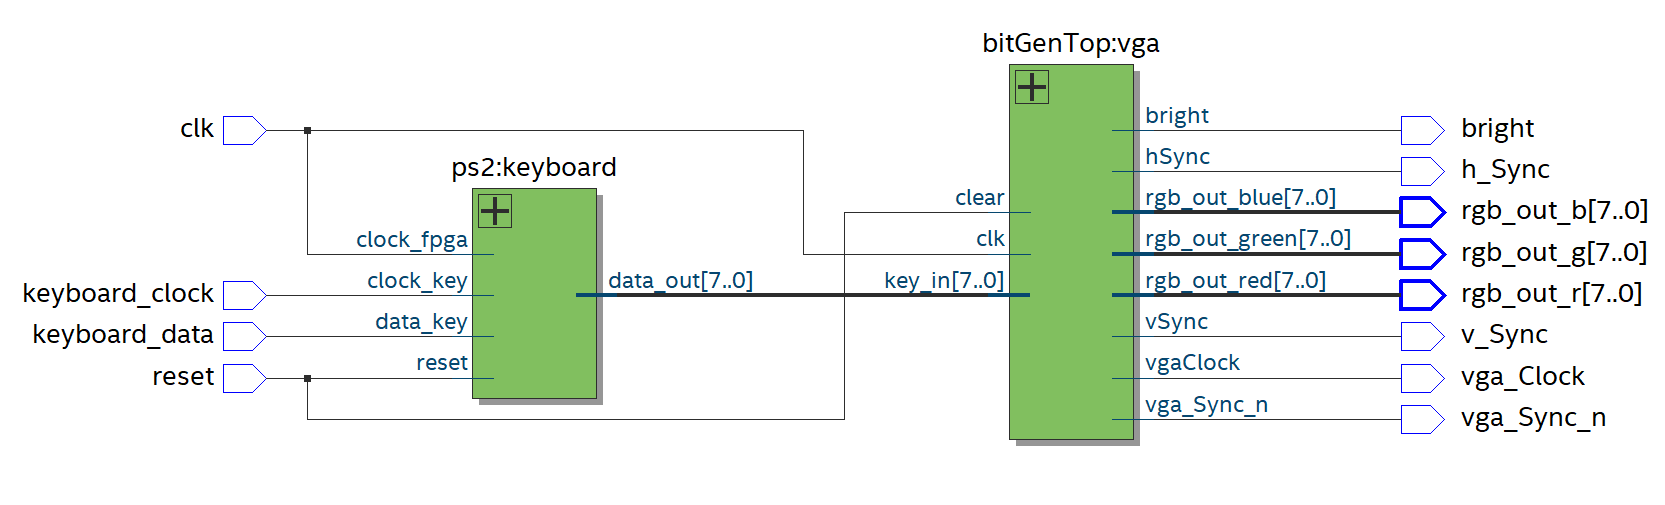 bitGenTop:vga
clk
bright
bright
ps2:keyboard
hSync
h_Sync
clear
rgb_out_blue[7..0]
rgb_out_b[7..0]
clock_fpga
clk
rgb_out_green[7..0]
rgb_out_g[7..0]
keyboard_clock
clock_key
data_out[7..0]
key_in[7..0]
rgb_out_red[7..0]
rgb_out_r[7..0]
keyboard_data
data_key
vSync
v_Sync
reset
reset
vgaClock
vga_Clock
vga_Sync_n
vga_Sync_n